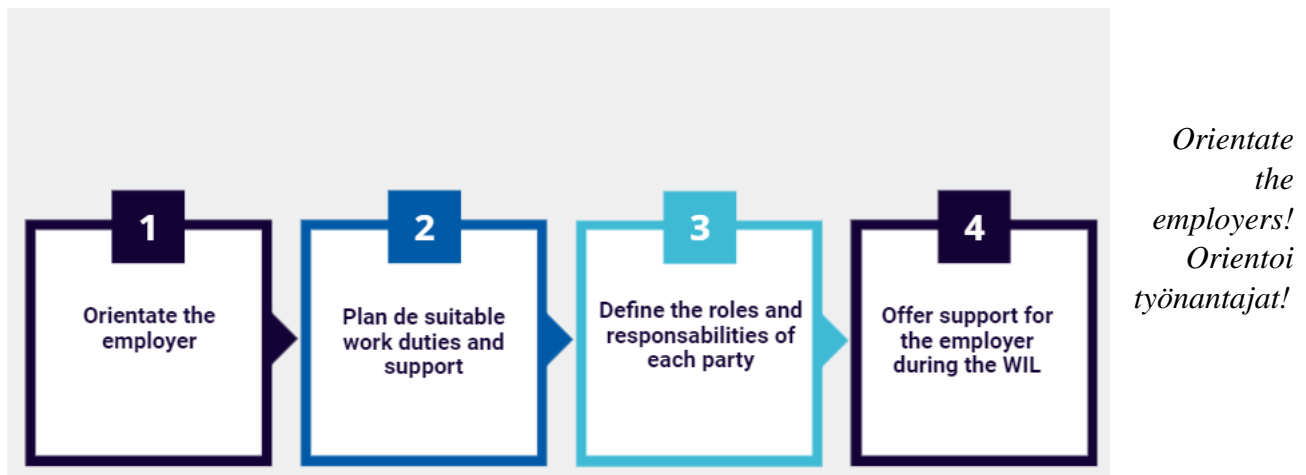 1
Orientate the
employer
2
Plan de suitable
work duties and
support
3
Define the roles and
responsabilities of
each party
4
Offer support for
the employer
during the WIL
Orientate
the
employers!
Orientoi
työnantajat!